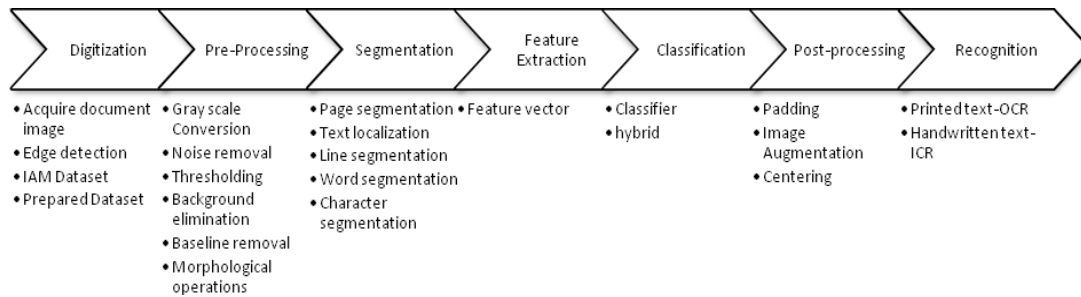 Digitization
Pre-Processing
Segmentation
Feature
Extraction
Classification
Post-processing
Recognition
• Acquire document
image
• Edge detection
• IAM Dataset
• Prepared Dataset
• Gray scale
Conversion
• Noise removal
• Thresholding
• Background
elimination
• Baseline removal
• Morphological
operations
• Page segmentation
• Text localization
• Line segmentation
• Word segmentation
• Character
segmentation
• Feature vector
• Classifier
• hybrid
• Padding
• Image
Augmentation
• Centering
• Printed text-OCR
• Handwritten text-
ICR